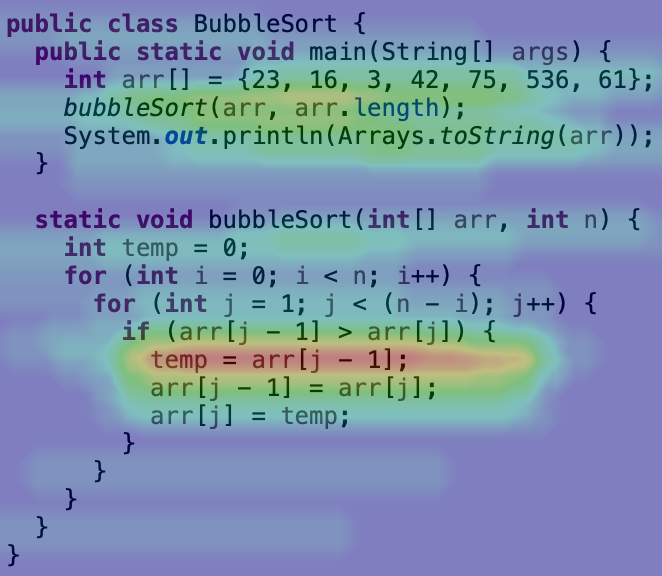 public class BubbleSort {
public static void main(String[] args) {
int arr[] = {23, 16, 3, 42, 75, 536, 61};
bubbleSort(arr, arr.length);
System.out.println(Arrays.toString(arr));
}
static void bubbleSort(int[] arr, int n) {
int temp = 0;
for (int i = 0; i < n; i++) {
for (int j = 1; j < (n - i); j++) {
if (arr[j - 1] > arr[j]) {
temp = arr[j - 1];
arr[j - 1] = arr[j];
arr[j] = temp;
}
}
}
}
}